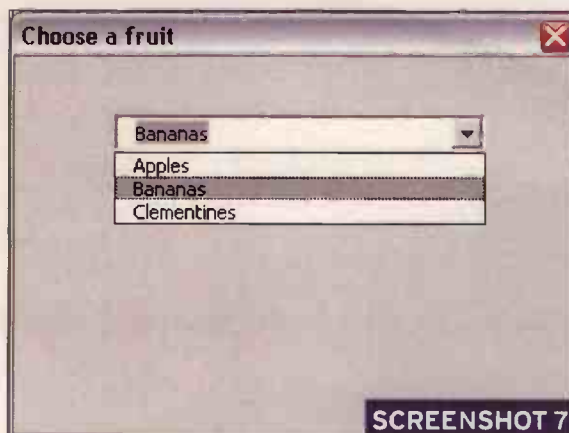 Choose a fruit
Bananas
Apples
Bananas
Clementines
SCREENSHOT 7